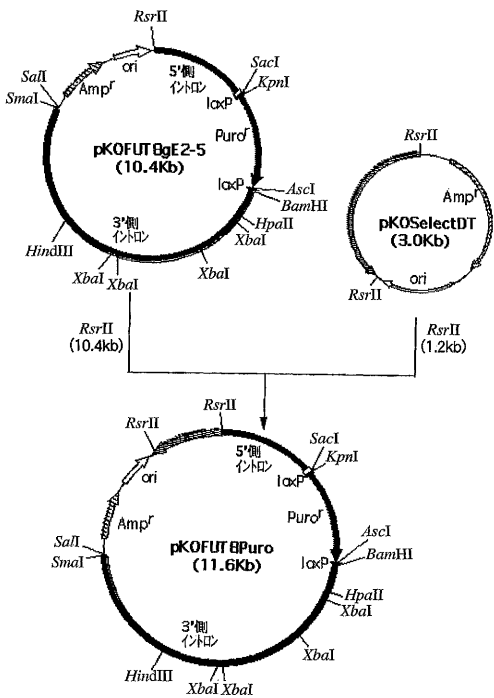 RsrII
SacI
KpnI
5'側
イントロン
loxP
ori
Ampʳ
SalI
SmaI
Puroʳ
pKOFUT8gE2-5
(10.4Kb)
loxP
AscI
BamHI
HpaII
XbaI
3'側
イントロン
HindIII
XbaI
XbaI
XbaI
RsrII
Ampʳ
pKOSelectDT
(3.0Kb)
RsrII
ori
RsrII
(10.4kb)
RsrII
(1.2kb)
RsrII
RsrII
SacI
KpnI
5'側
イントロン
loxP
ori
Ampʳ
Puroʳ
SalI
SmaI
pKOFUT8Puro
(11.6Kb)
loxP
AscI
BamHI
HpaII
XbaI
3'側
イントロン
XbaI
HindIII
XbaI XbaI